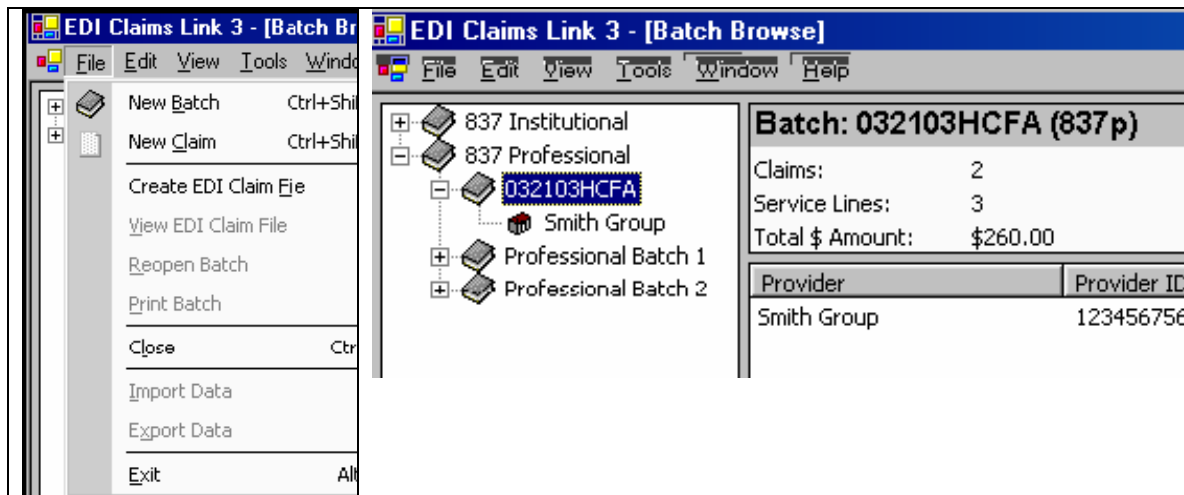 EDI Claims Link 3 - [Batch Br
File Edit View Tools Windo
New Batch Ctrl+Shi
New Claim Ctrl+Shi
Create EDI Claim Fie
View EDI Claim File
Reopen Batch
Print Batch
Close Ctr
Import Data
Export Data
Exit Alt
EDI Claims Link 3 - [Batch Browse]
File Edit View Tools Window Help
837 Institutional
837 Professional
032103HCFA
Smith Group
Professional Batch 1
Professional Batch 2
Batch: 032103HCFA (837p)
Claims: 2
Service Lines: 3
Total $ Amount: $260.00
Provider Provider ID
Smith Group 123456756